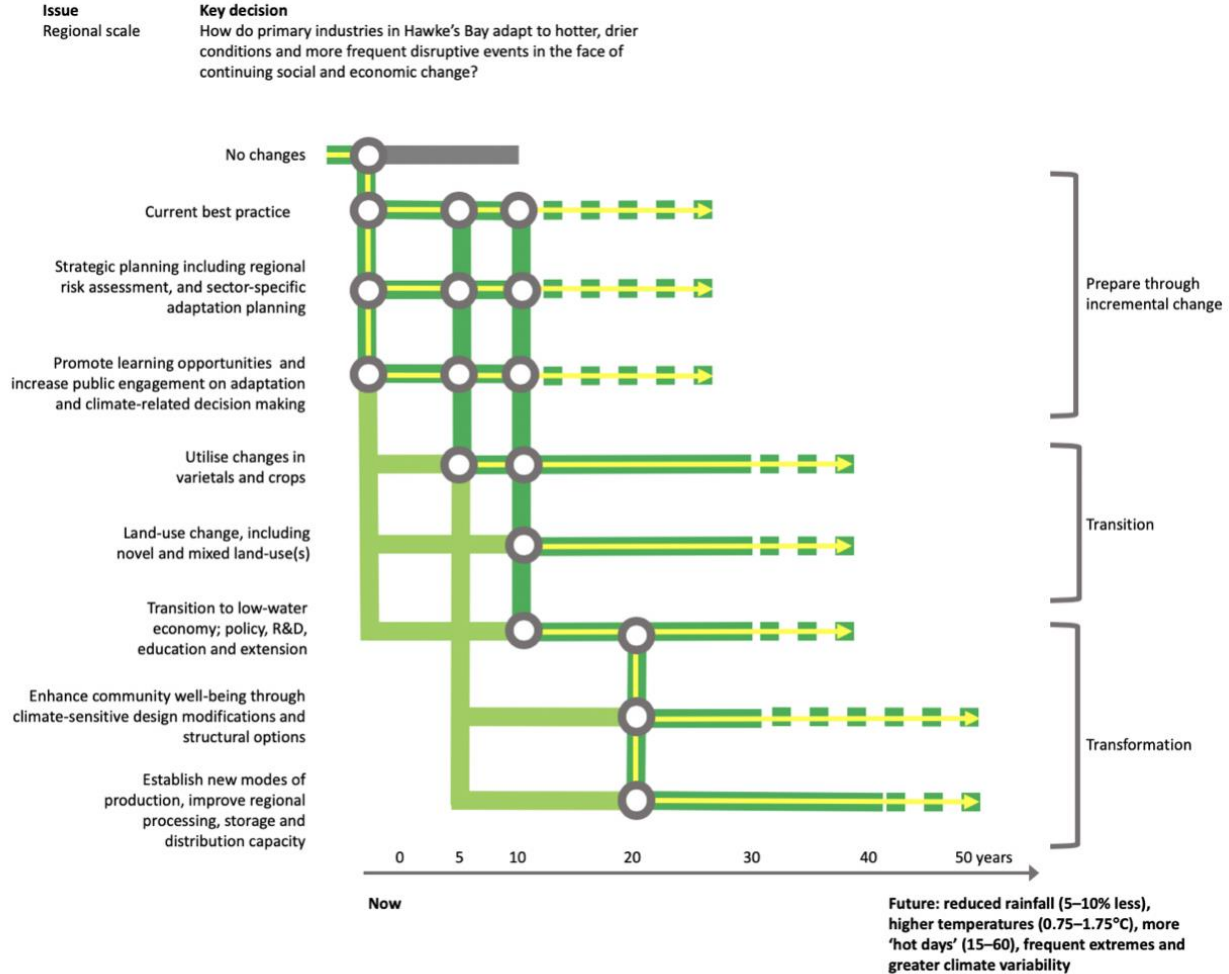 Issue
Key decision
Regional scale
How do primary industries in Hawke's Bay adapt to hotter, drier
conditions and more frequent disruptive events in the face of
continuing social and economic change?
No changes
Current best practice
Strategic planning including regional
risk assessment, and sector-specific
adaptation planning
Prepare through
incremental change
Promote learning opportunities and
increase public engagement on adaptation
and climate-related decision making
Utilise changes in
varietals and crops
Land-use change, including
novel and mixed land-use(s)
Transition
Transition to low-water
economy; policy, R&D,
education and extension
Enhance community well-being through
climate-sensitive design modifications and
structural options
Transformation
Establish new modes of
production, improve regional
processing, storage and
distribution capacity
0 5 10 20 30 40 50 years
Now
Future: reduced rainfall (5–10% less),
higher temperatures (0.75–1.75°C), more
'hot days' (15–60), frequent extremes and
greater climate variability